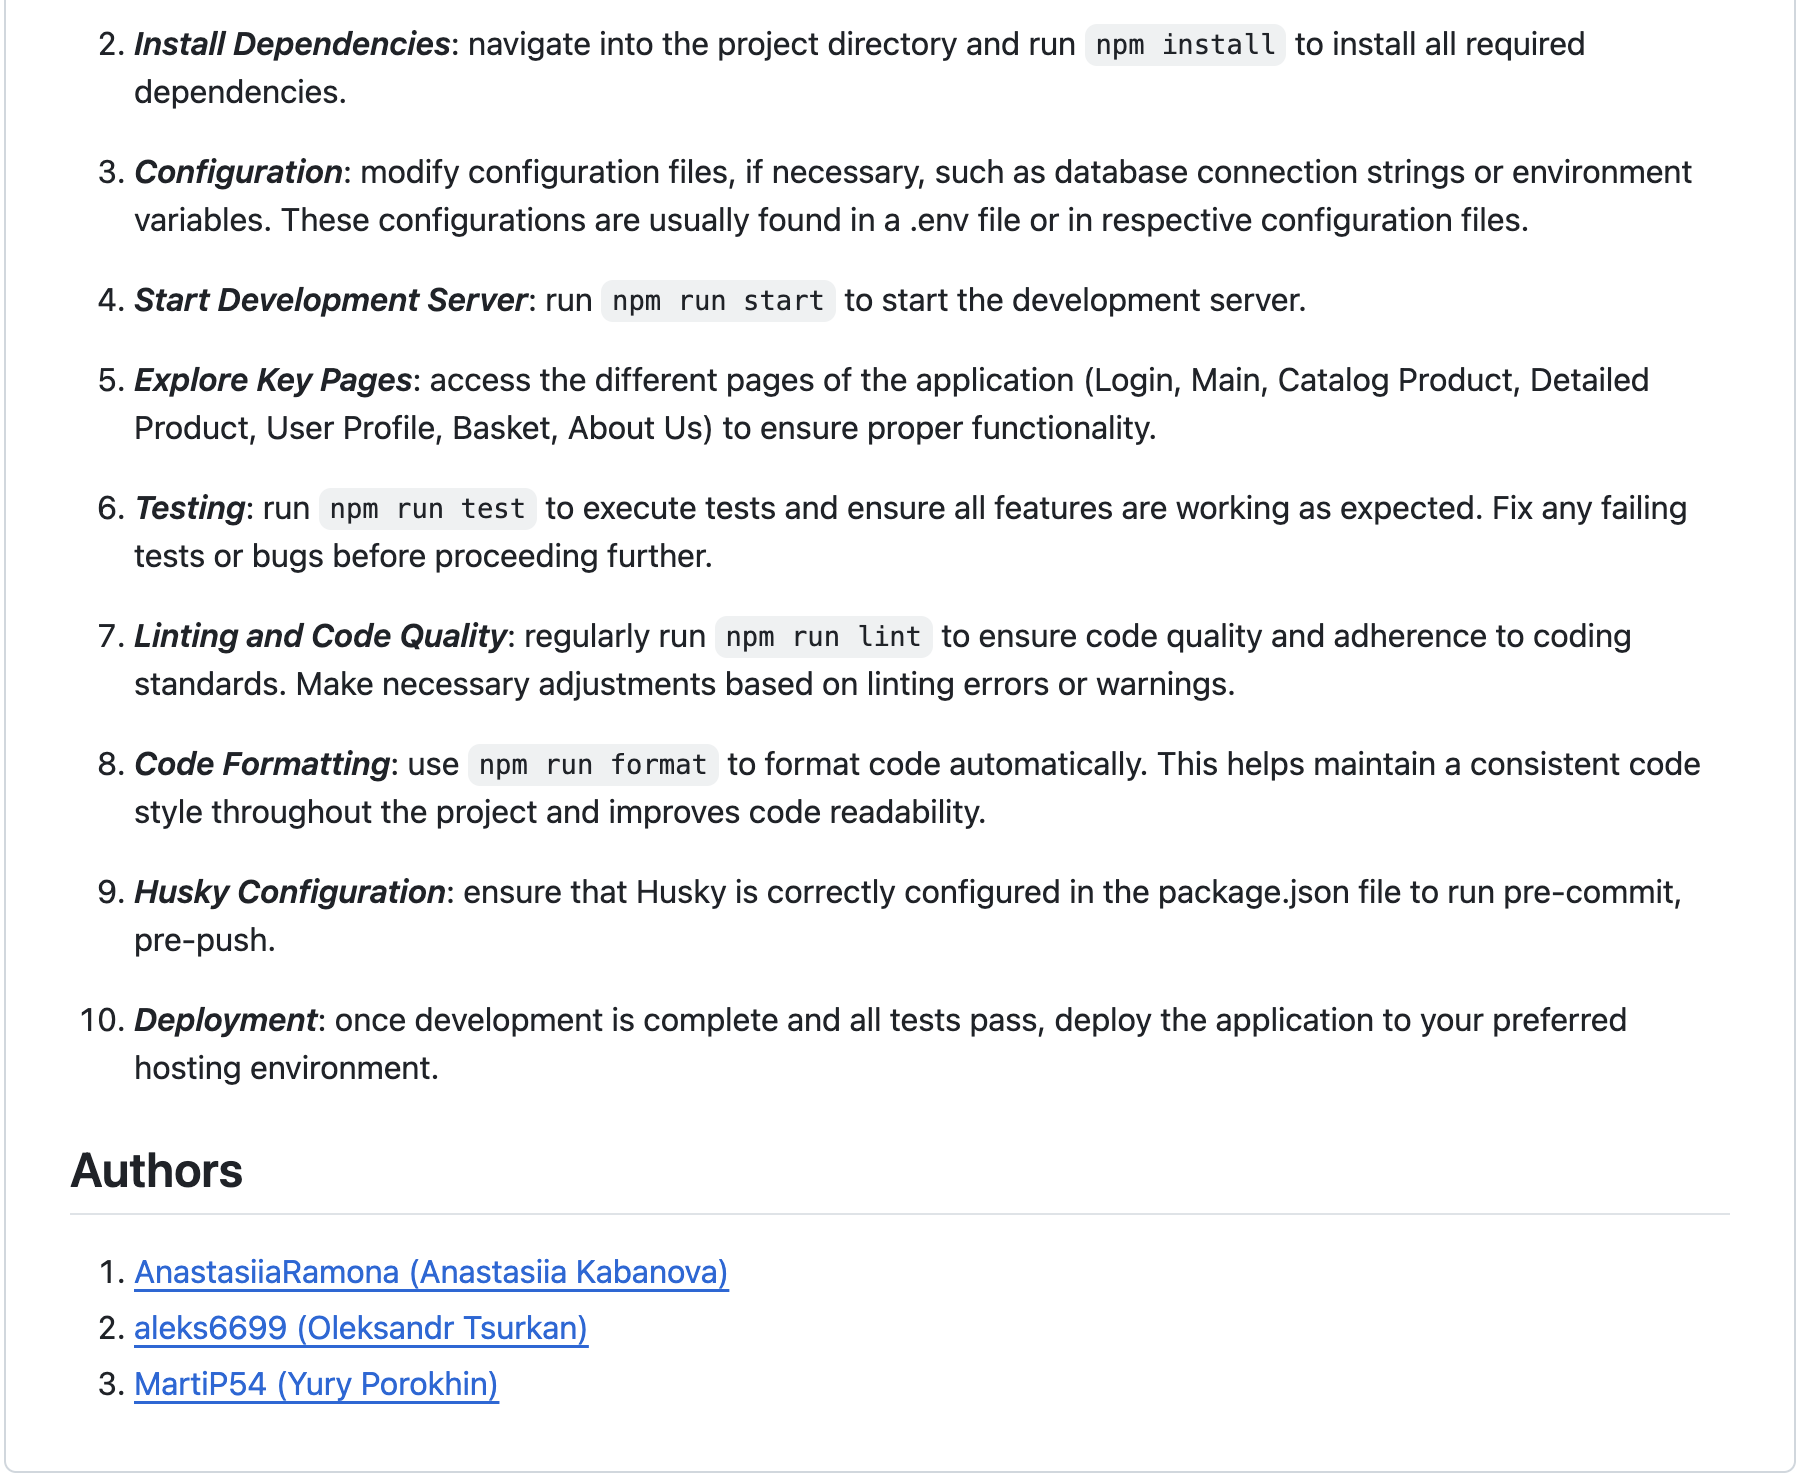 2. Install Dependencies: navigate into the project directory and run npm install to install all required
dependencies.
3. Configuration: modify configuration files, if necessary, such as database connection strings or environment
variables. These configurations are usually found in a .env file or in respective configuration files.
4. Start Development Server: run npm run start to start the development server.
5. Explore Key Pages: access the different pages of the application (Login, Main, Catalog Product, Detailed
Product, User Profile, Basket, About Us) to ensure proper functionality.
6. Testing: run npm run test to execute tests and ensure all features are working as expected. Fix any failing
tests or bugs before proceeding further.
7. Linting and Code Quality: regularly run npm run lint to ensure code quality and adherence to coding
standards. Make necessary adjustments based on linting errors or warnings.
8. Code Formatting: use npm run format to format code automatically. This helps maintain a consistent code
style throughout the project and improves code readability.
9. Husky Configuration: ensure that Husky is correctly configured in the package.json file to run pre-commit,
pre-push.
10. Deployment: once development is complete and all tests pass, deploy the application to your preferred
hosting environment.
Authors
1. AnastasiiaRamona (Anastasiia Kabanova)
2. aleks6699 (Oleksandr Tsurkan)
3. MartiP54 (Yury Porokhin)